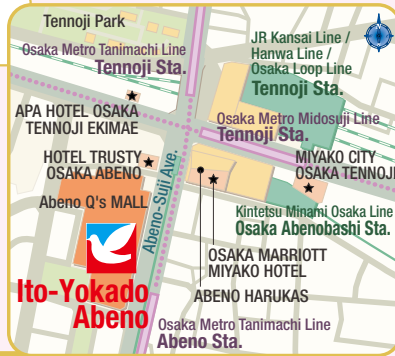 Tennoji Park
Osaka Metro Tanimachi Line
Tennoji Sta.
JR Kansai Line /
Hanwa Line /
Osaka Loop Line
Tennoji Sta.
APA HOTEL OSAKA
TENNOJI EKIMAE
Osaka Metro Midosuji Line
Tennoji Sta.
HOTEL TRUSTY
OSAKA ABENO
MIYAKO CITY
OSAKA TENNOJI
Abeno Q's MALL
Abeno-Suji Ave.
Kintetsu Minami Osaka Line
Osaka Abenobashi Sta.
OSAKA MARRIOTT
MIYAKO HOTEL
ABENO HARUKAS
Ito-Yokado
Abeno
Osaka Metro Tanimachi Line
Abeno Sta.